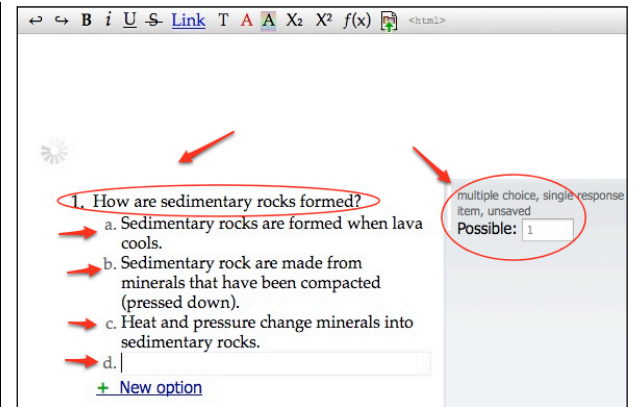 B i U S Link T A A X₂ X² f(x) <html>
1. How are sedimentary rocks formed?
a. Sedimentary rocks are formed when lava
cools.
b. Sedimentary rock are made from
minerals that have been compacted
(pressed down).
c. Heat and pressure change minerals into
sedimentary rocks.
d.
+ New option
multiple choice, single response
item, unsaved
Possible: 1